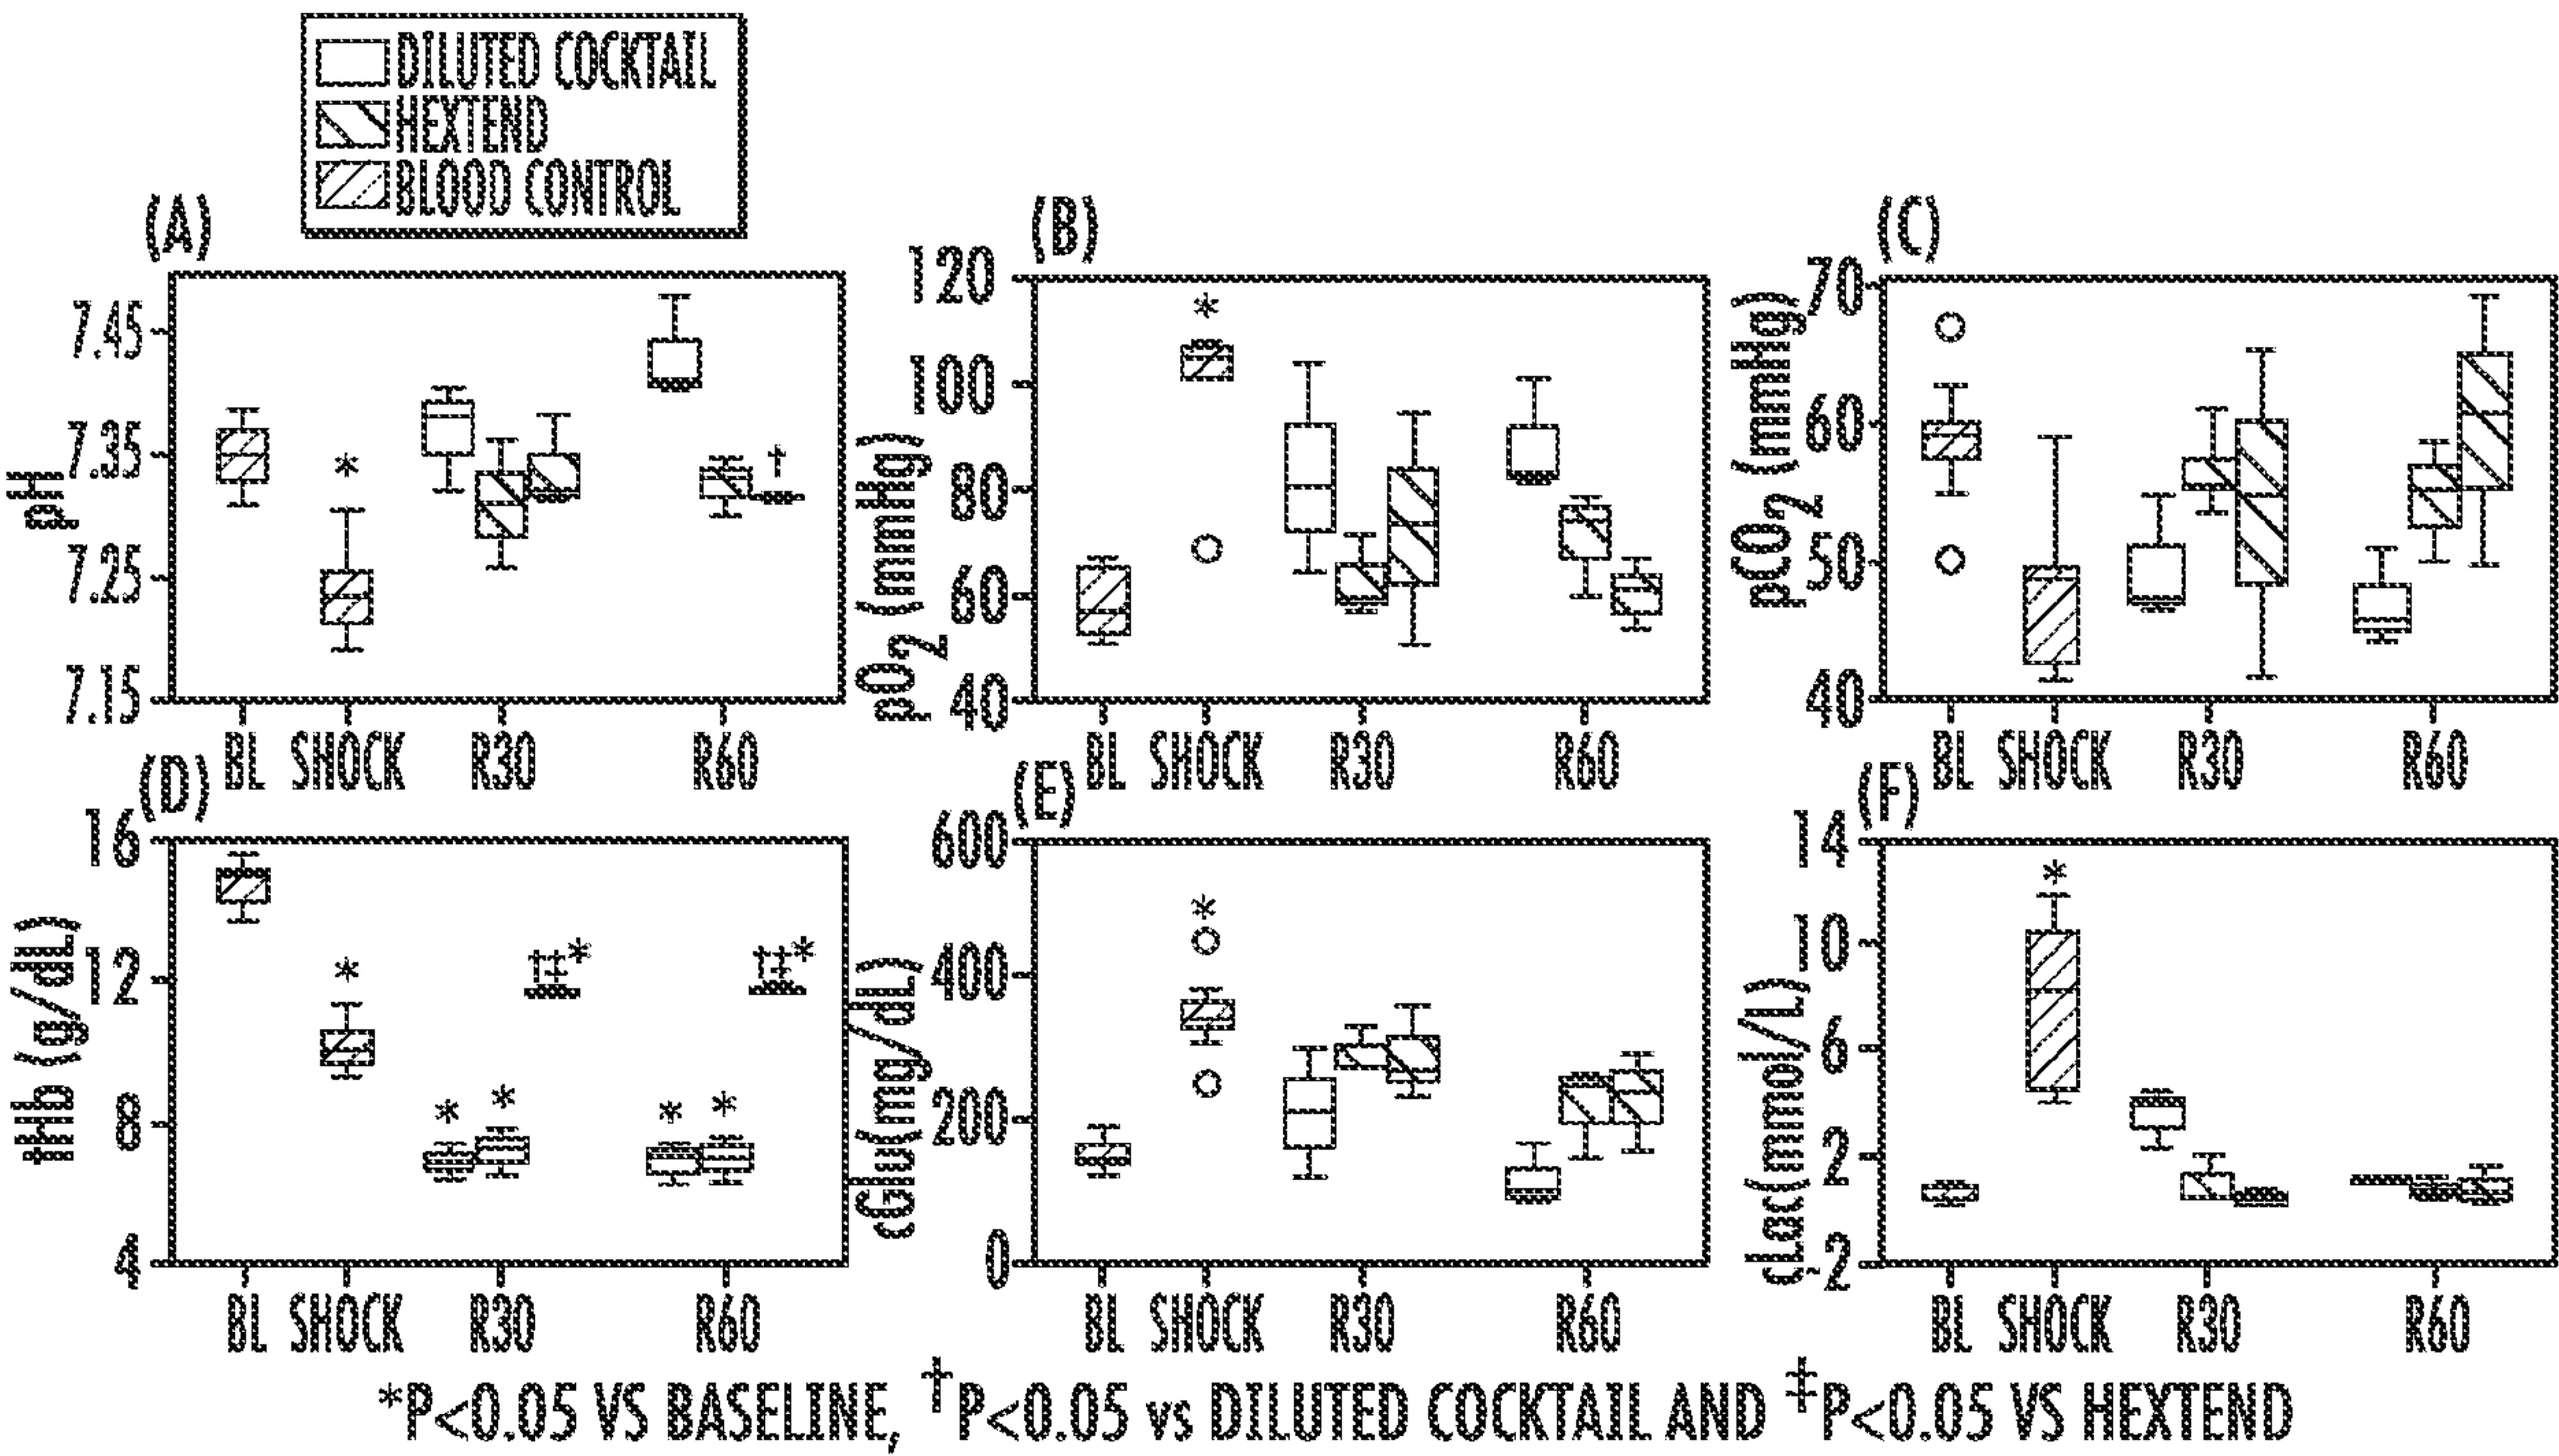 DILUTED COCKTAIL
HEXTEND
BLOOD CONTROL
(A)
7.45
7.35
7.25
7.15
pH
*
†
BL SHOCK R30 R60
(B)
120
100
80
60
40
pO2 (mmHg)
*
BL SHOCK R30 R60
(C)
70
60
50
40
pCO2 (mmHg)
BL SHOCK R30 R60
(D)
16
12
8
4
tHb (g/dL)
*
†‡* †‡*
* * * *
BL SHOCK R30 R60
(E)
600
400
200
0
cGlu(mg/dL)
*
BL SHOCK R30 R60
(F)
14
10
6
2
-2
cLac(mmol/L)
*
BL SHOCK R30 R60
*P<0.05 VS BASELINE, †P<0.05 vs DILUTED COCKTAIL AND ‡P<0.05 VS HEXTEND